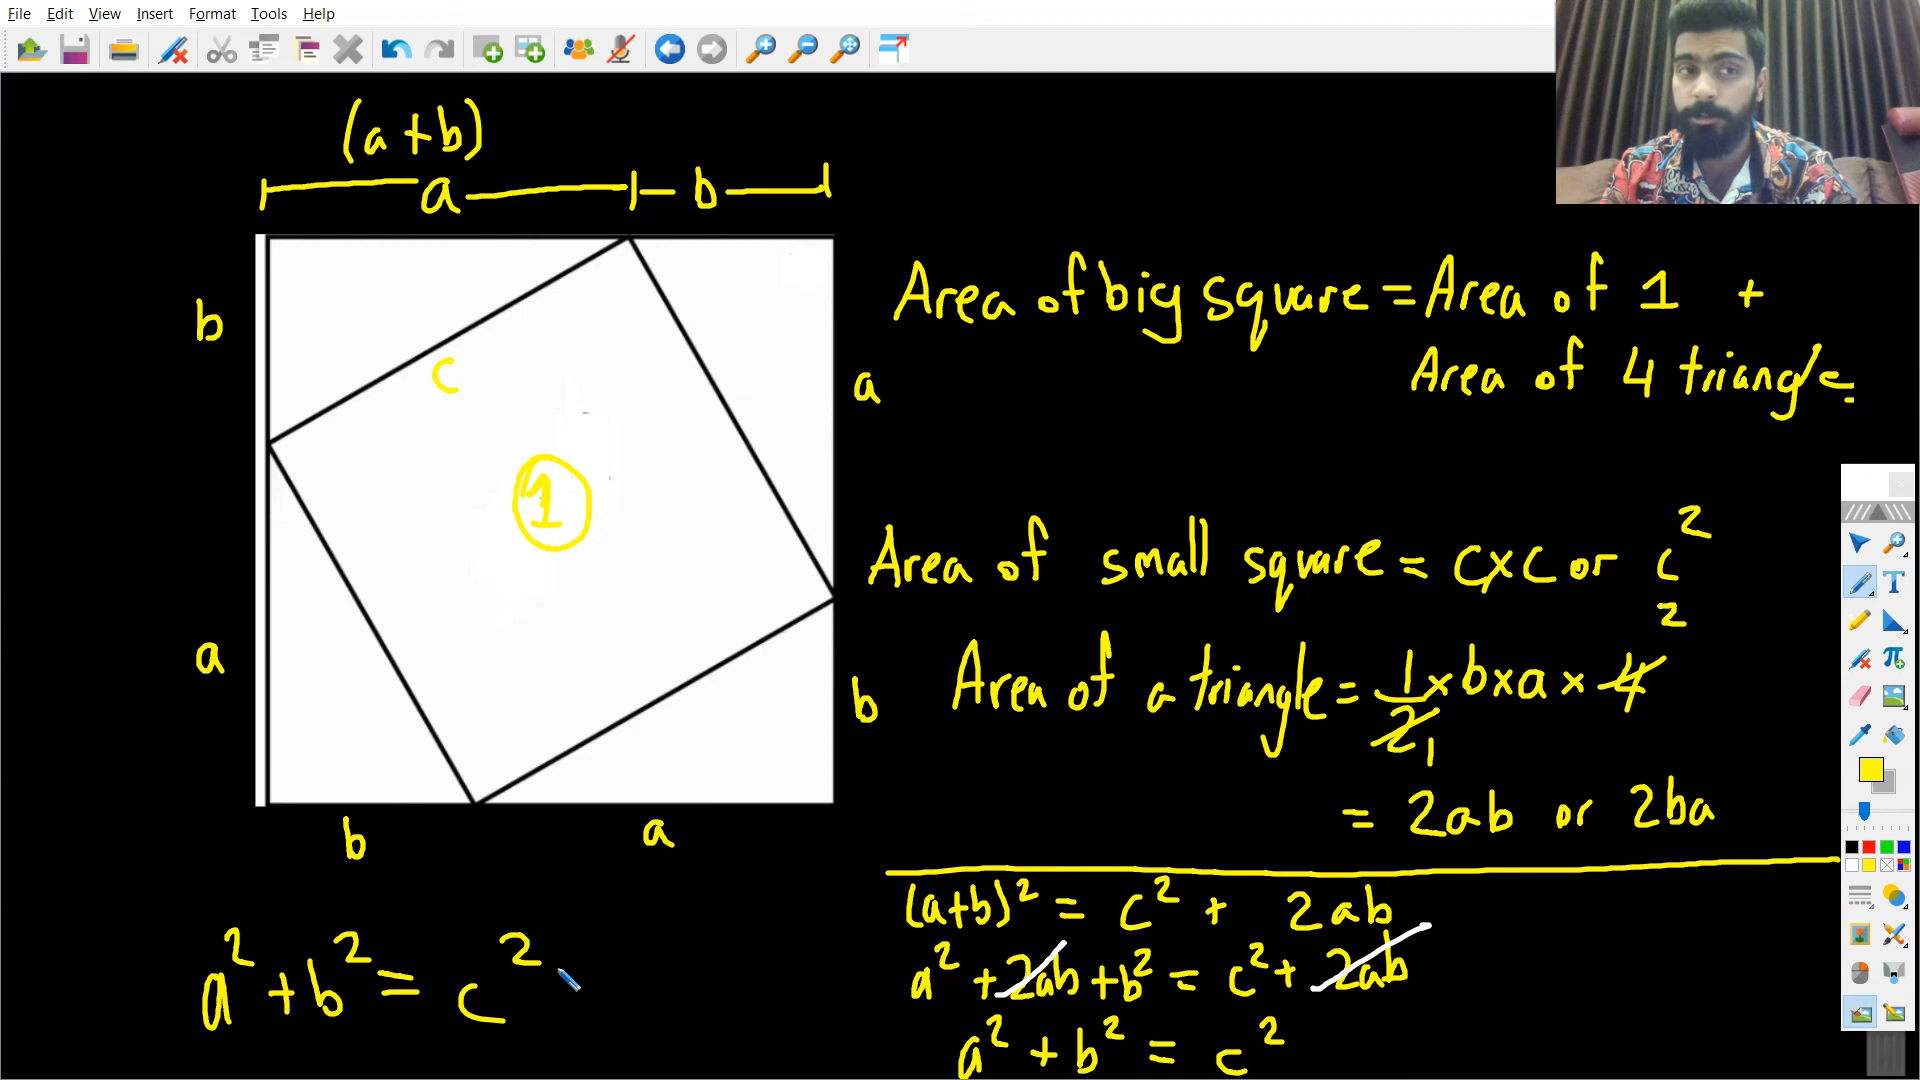 File Edit View Insert Format Tools Help
(a+b)
a b
b
c
a
1
a
b
b a
Area of big square = Area of 1 +
Area of 4 triangle
Area of small square = c×c or c²
2
Area of a triangle = 1/2 × b×a × 4
1
= 2ab or 2ba
(a+b)² = c² + 2ab
a² + 2ab + b² = c² + 2ab
a² + b² = c²
a² + b² = c²